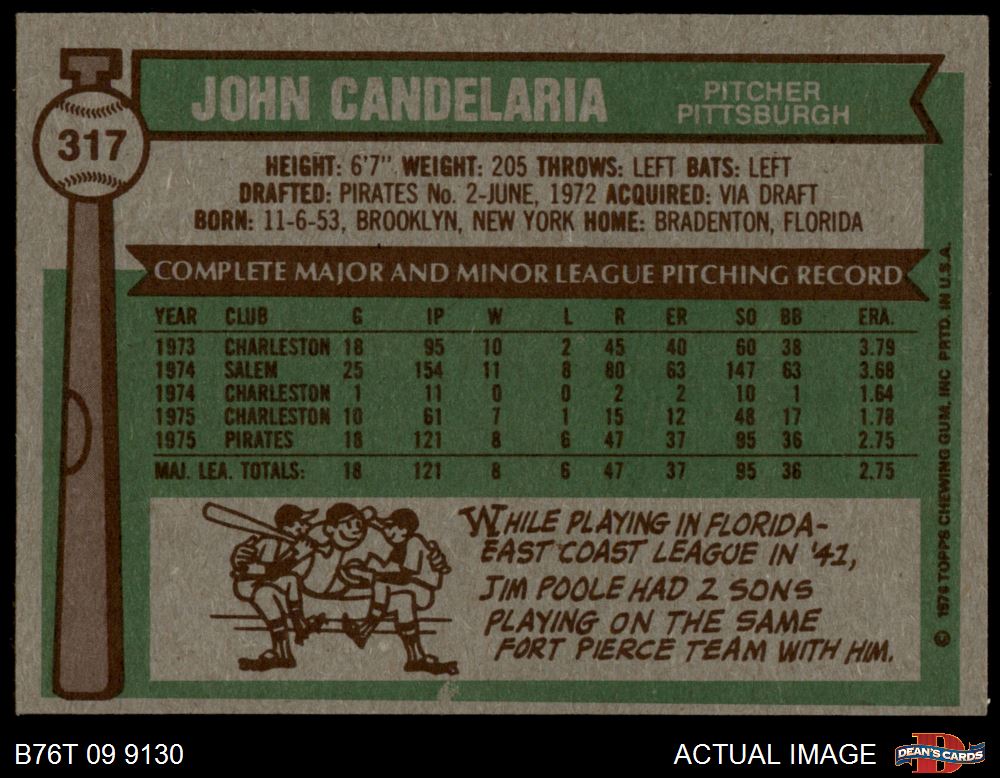 JOHN CANDELARIA
PITCHER
PITTSBURGH
317
HEIGHT: 6'7" WEIGHT: 205 THROWS: LEFT BATS: LEFT
DRAFTED: PIRATES No. 2-JUNE, 1972 ACQUIRED: VIA DRAFT
BORN: 11-6-53, BROOKLYN, NEW YORK HOME: BRADENTON, FLORIDA
COMPLETE MAJOR AND MINOR LEAGUE PITCHING RECORD
YEAR CLUB G IP W L R ER SO BB ERA.
1973 CHARLESTON 18 95 10 2 45 40 60 38 3.79
1974 SALEM 25 154 11 8 80 63 147 63 3.68
1974 CHARLESTON 1 11 0 0 2 2 10 1 1.64
1975 CHARLESTON 10 61 7 1 15 12 48 17 1.78
1975 PIRATES 18 121 8 6 47 37 95 36 2.75
MAJ. LEA. TOTALS: 18 121 8 6 47 37 95 36 2.75
WHILE PLAYING IN FLORIDA-
EAST COAST LEAGUE IN '41,
JIM POOLE HAD 2 SONS
PLAYING ON THE SAME
FORT PIERCE TEAM WITH HIM.
© 1976 TOPPS CHEWING GUM, INC PRTD. IN U.S.A.
B76T 09 9130
ACTUAL IMAGE
DEAN'S CARDS